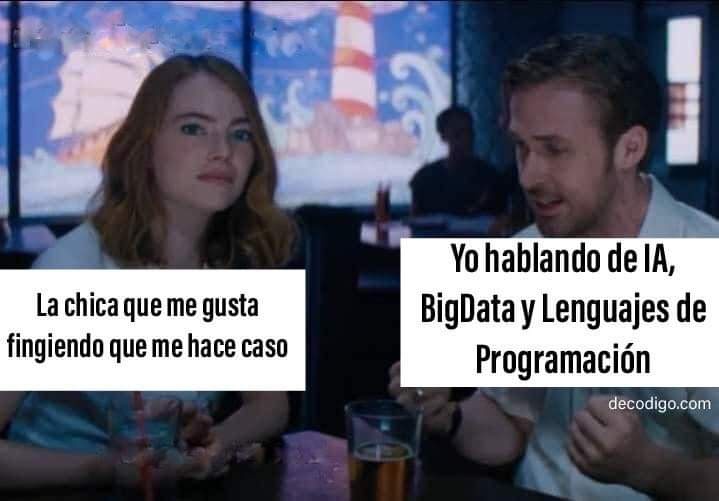 La chica que me gusta
fingiendo que me hace caso
Yo hablando de IA,
BigData y Lenguajes de
Programación
decodigo.com